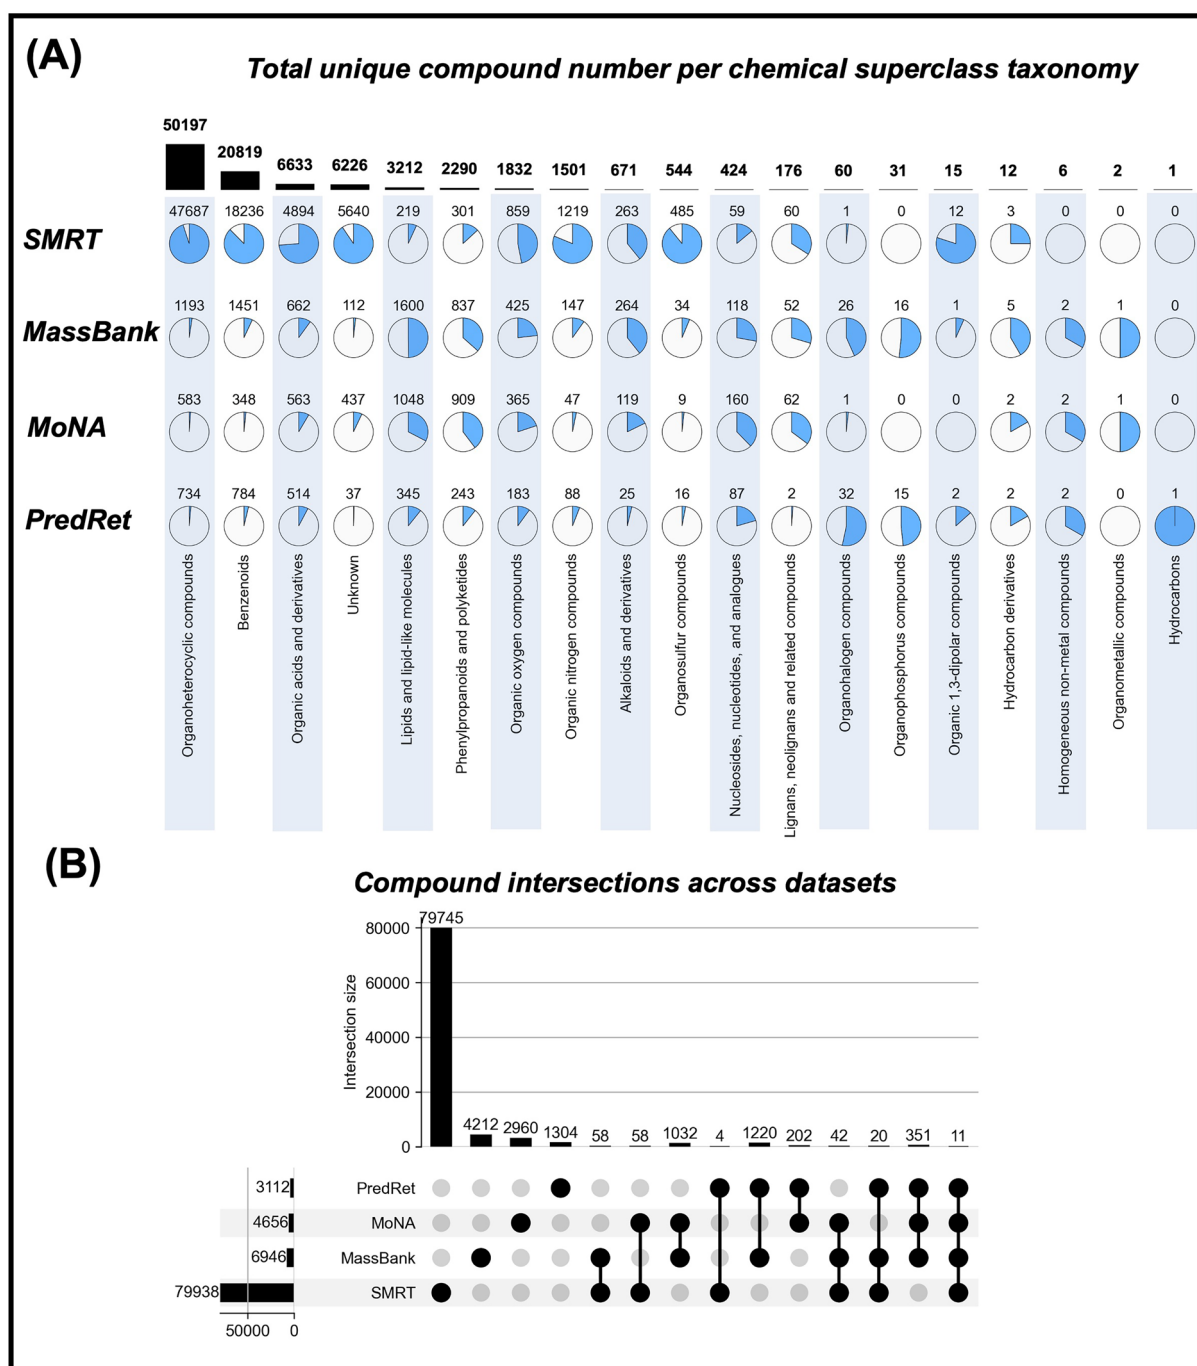 (A)
Total unique compound number per chemical superclass taxonomy
50197 20819 6633 6226 3212 2290 1832 1501 671 544 424 176 60 31 15 12 6 2 1
SMRT 47687 18236 4894 5640 219 301 859 1219 263 485 59 60 1 0 12 3 0 0 0
MassBank 1193 1451 662 112 1600 837 425 147 264 34 118 52 26 16 1 5 2 1 0
MoNA 583 348 563 437 1048 909 365 47 119 9 160 62 1 0 0 2 2 1 0
PredRet 734 784 514 37 345 243 183 88 25 16 87 2 32 15 2 2 2 0 1
Organoheterocyclic compounds
Benzenoids
Organic acids and derivatives
Unknown
Lipids and lipid-like molecules
Phenylpropanoids and polyketides
Organic oxygen compounds
Organic nitrogen compounds
Alkaloids and derivatives
Organosulfur compounds
Nucleosides, nucleotides, and analogues
Lignans, neolignans and related compounds
Organohalogen compounds
Organophosphorus compounds
Organic 1,3-dipolar compounds
Hydrocarbon derivatives
Homogeneous non-metal compounds
Organometallic compounds
Hydrocarbons
(B)
Compound intersections across datasets
Intersection size
80000
60000
40000
20000
0
79745 4212 2960 1304 58 58 1032 4 1220 202 42 20 351 11
3112 PredRet
4656 MoNA
6946 MassBank
79938 SMRT
50000 0